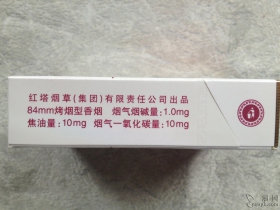 红塔烟草(集团)有限责任公司出品
84mm烤烟型香烟 烟气烟碱量:1.0mg
焦油量:10mg 烟气一氧化碳量:10mg